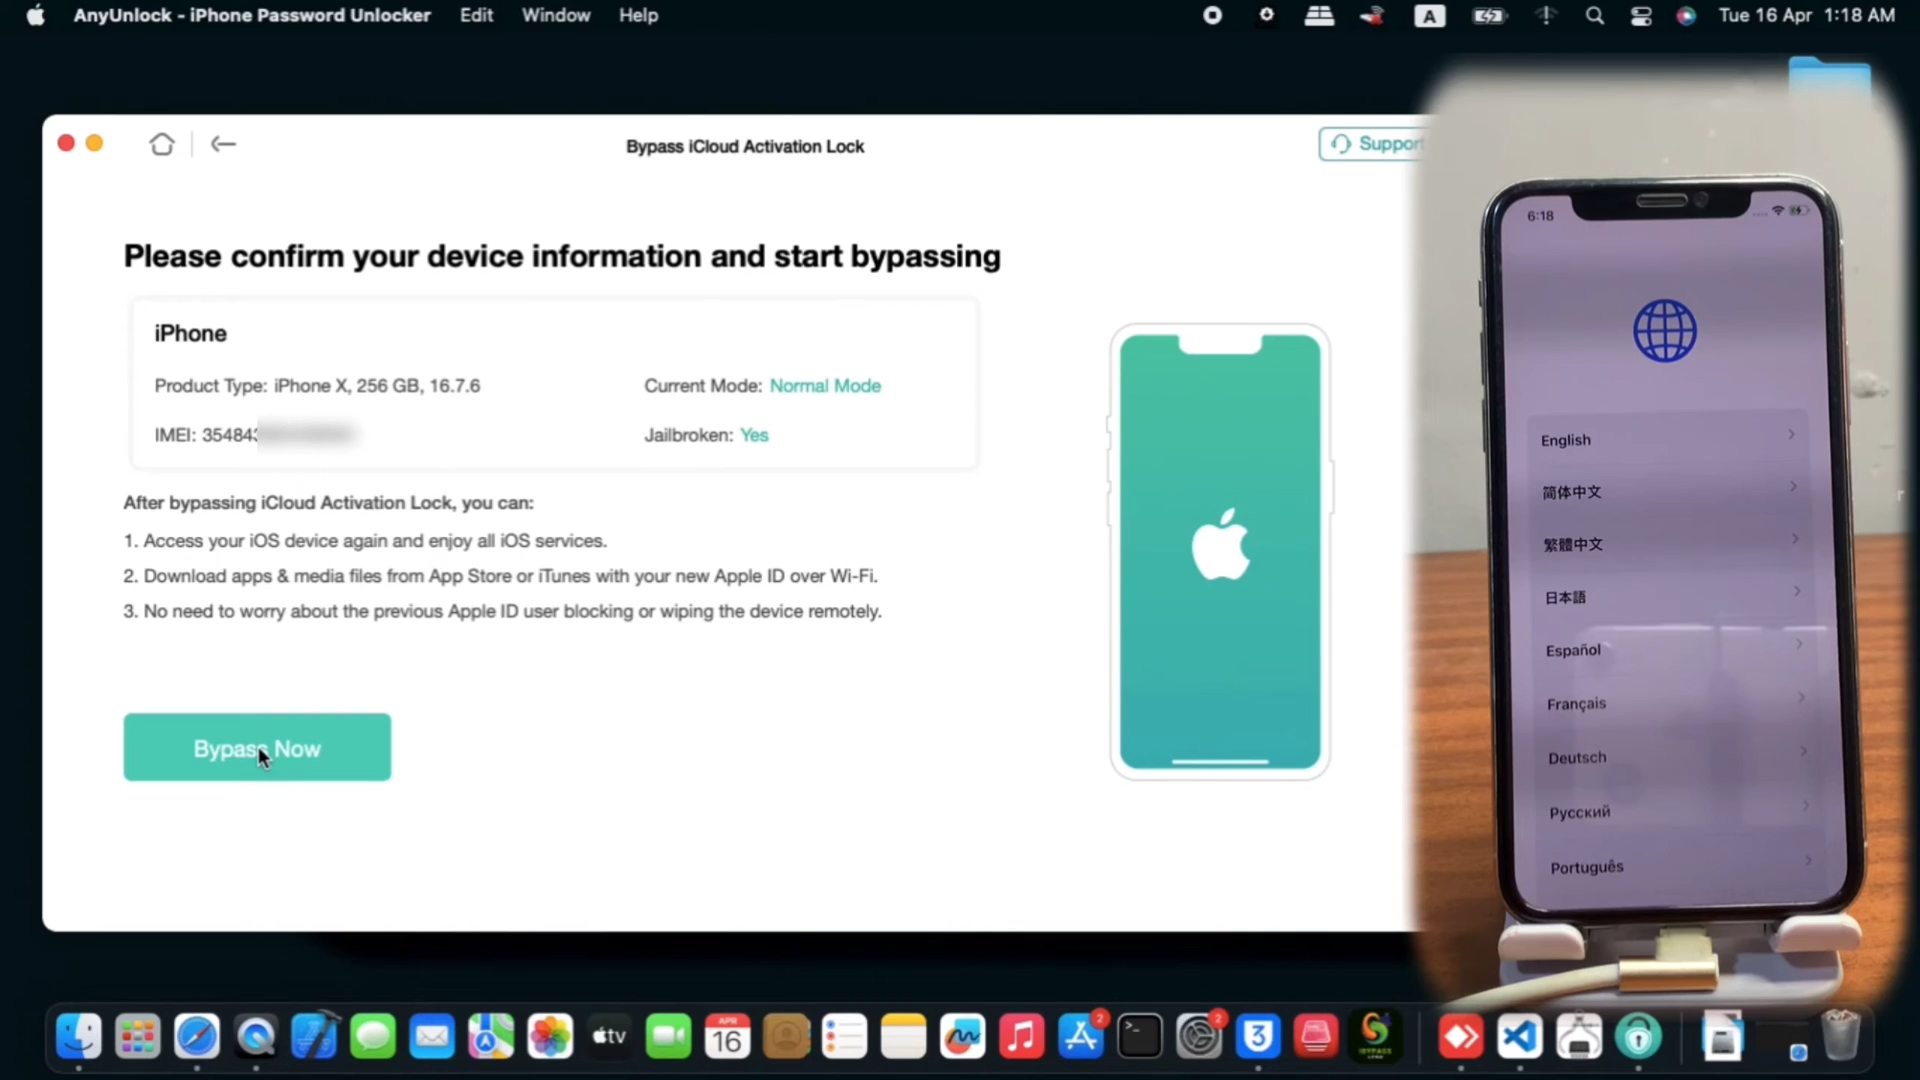 AnyUnlock - iPhone Password Unlocker Edit Window Help A Tue 16 Apr 1:18 AM
Bypass iCloud Activation Lock
Support
Please confirm your device information and start bypassing
iPhone
Product Type: iPhone X, 256 GB, 16.7.6 Current Mode: Normal Mode
IMEI: 35484 Jailbroken: Yes
After bypassing iCloud Activation Lock, you can:
1. Access your iOS device again and enjoy all iOS services.
2. Download apps & media files from App Store or iTunes with your new Apple ID over Wi-Fi.
3. No need to worry about the previous Apple ID user blocking or wiping the device remotely.
Bypass Now
6:18
English
简体中文
繁體中文
日本語
Español
Français
Deutsch
Русский
Português
tv
APR
16
2
2
3